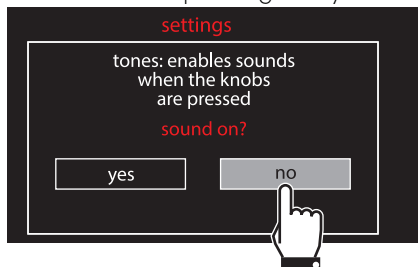 settings
tones: enables sounds
when the knobs
are pressed
sound on?
yes no